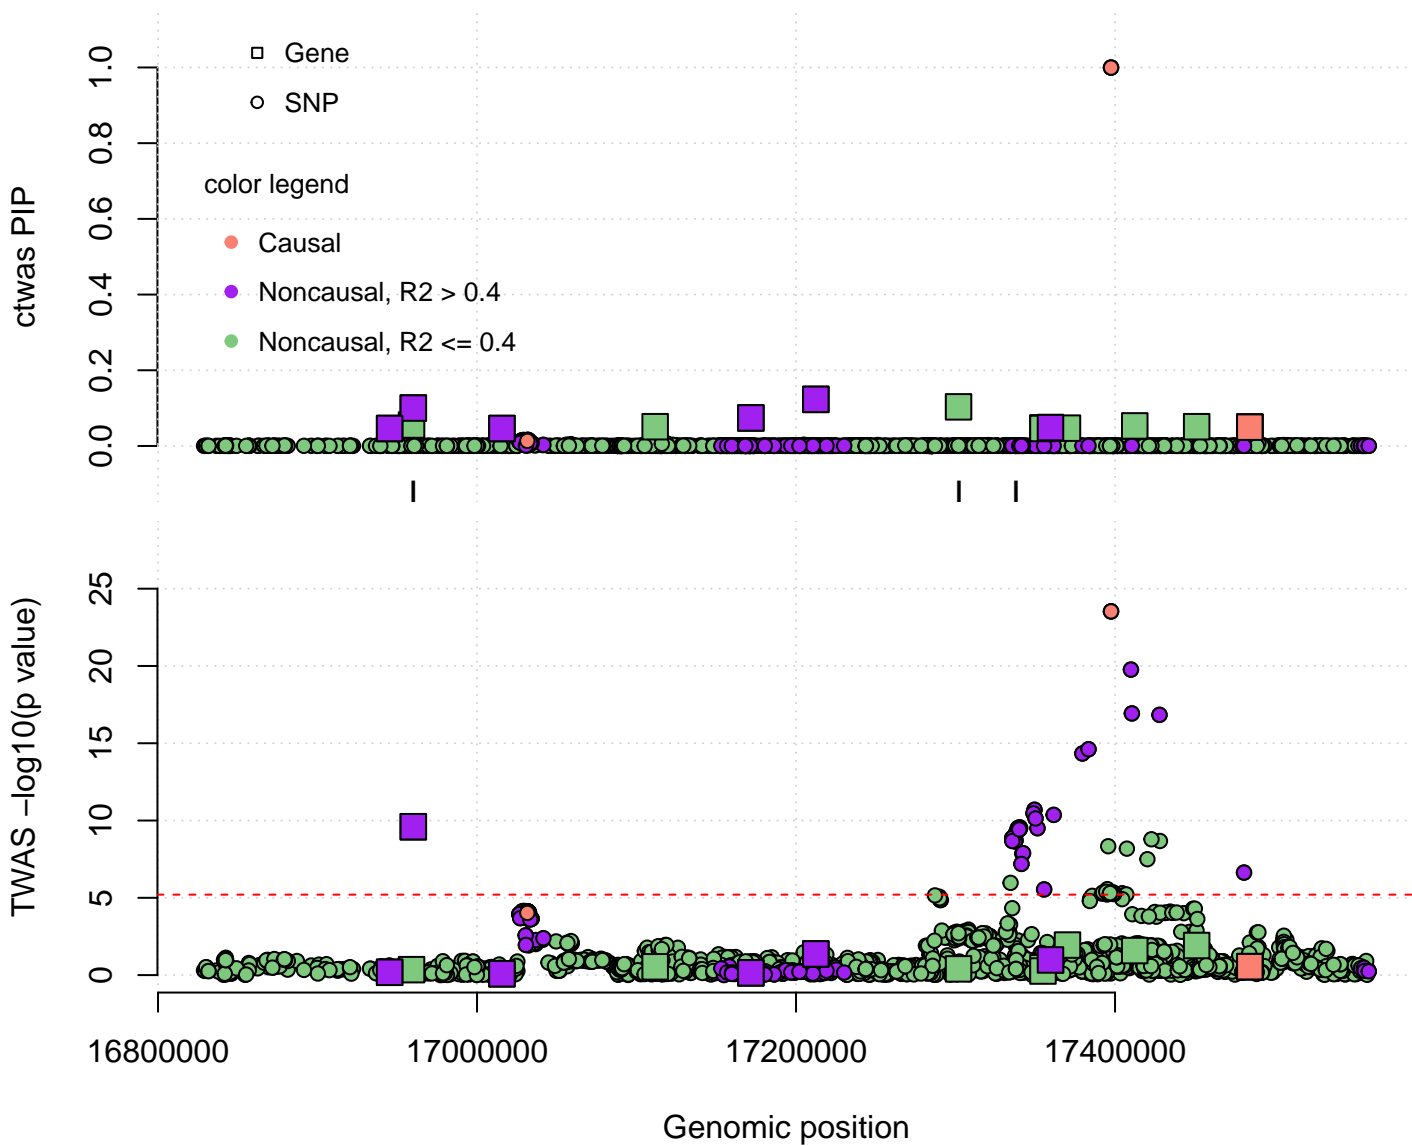 Gene
SNP
color legend
Causal
Noncausal, R2 > 0.4
Noncausal, R2 <= 0.4
ctwas PIP
1.0
0.8
0.6
0.4
0.2
0.0
TWAS −log10(p value)
25
20
15
10
5
0
16800000 17000000 17200000 17400000
Genomic position